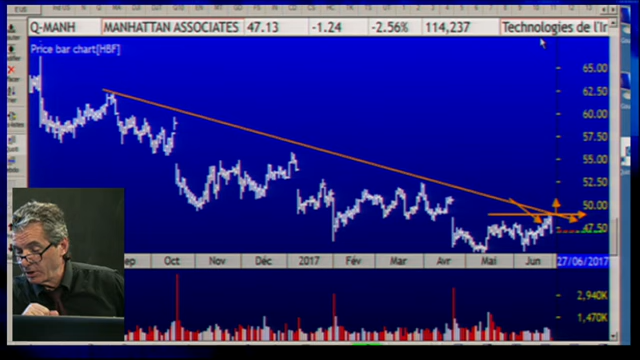 Q-MANH MANHATTAN ASSOCIATES 47.13 -1.24 -2.56% 114,237 Technologies de l'Ir
Price bar chart[HBF]
65.00
62.50
60.00
57.50
55.00
52.50
50.00
47.50
ep Oct Nov Déc 2017 Fév Mar Avr Mai Jun 27/06/2017
2,940K
1,470K